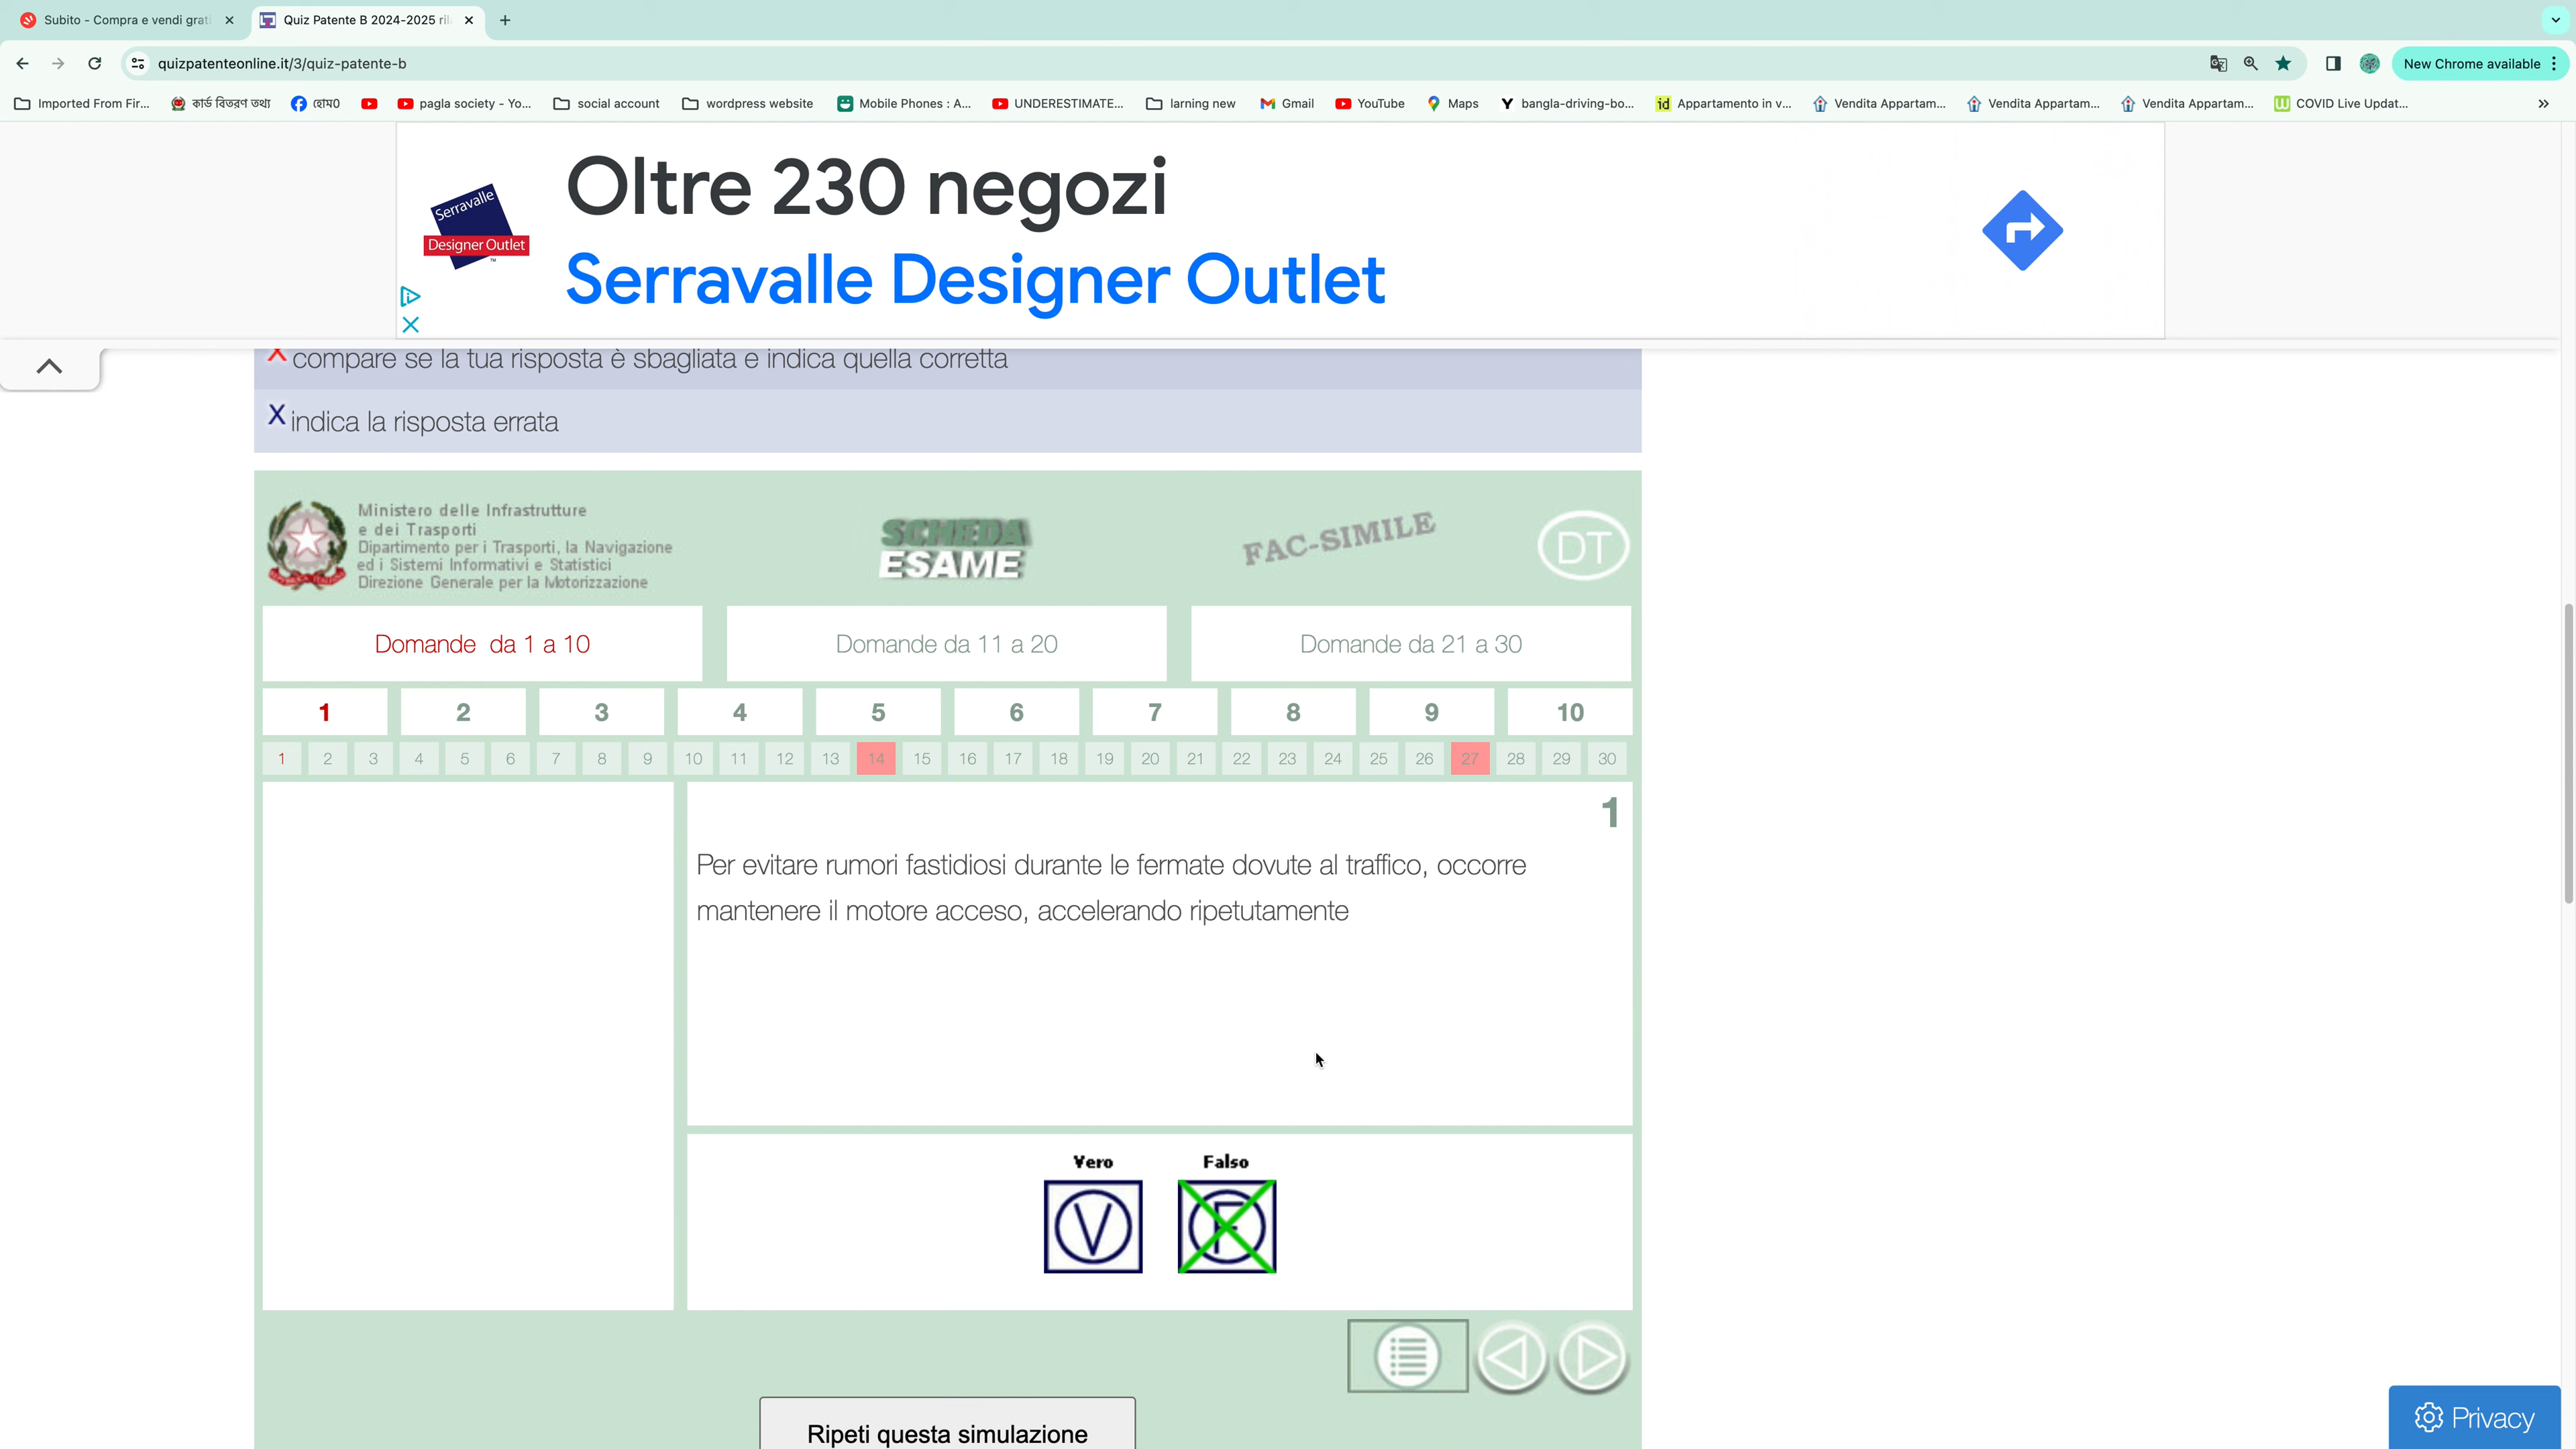 Subito - Compra e vendi grati
Quiz Patente B 2024-2025 ril
quizpatenteonline.it/3/quiz-patente-b
New Chrome available
Imported From Fir...
কার্ড বিতরণ তথ্য
হোম0
pagla society - Yo...
social account
wordpress website
Mobile Phones : A...
UNDERESTIMATE...
larning new
Gmail
YouTube
Maps
bangla-driving-bo...
Appartamento in v...
Vendita Appartam...
Vendita Appartam...
Vendita Appartam...
COVID Live Updat...
Serravalle
Designer Outlet
Oltre 230 negozi
Serravalle Designer Outlet
X compare se la tua risposta è sbagliata e indica quella corretta
X indica la risposta errata
Ministero delle Infrastrutture
e dei Trasporti
Dipartimento per i Trasporti, la Navigazione
ed i Sistemi Informativi e Statistici
Direzione Generale per la Motorizzazione
SCHEDA
ESAME
FAC-SIMILE
DT
Domande da 1 a 10
Domande da 11 a 20
Domande da 21 a 30
1 2 3 4 5 6 7 8 9 10
1 2 3 4 5 6 7 8 9 10 11 12 13 14 15 16 17 18 19 20 21 22 23 24 25 26 27 28 29 30
1
Per evitare rumori fastidiosi durante le fermate dovute al traffico, occorre
mantenere il motore acceso, accelerando ripetutamente
Vero Falso
V F
Ripeti questa simulazione
Privacy